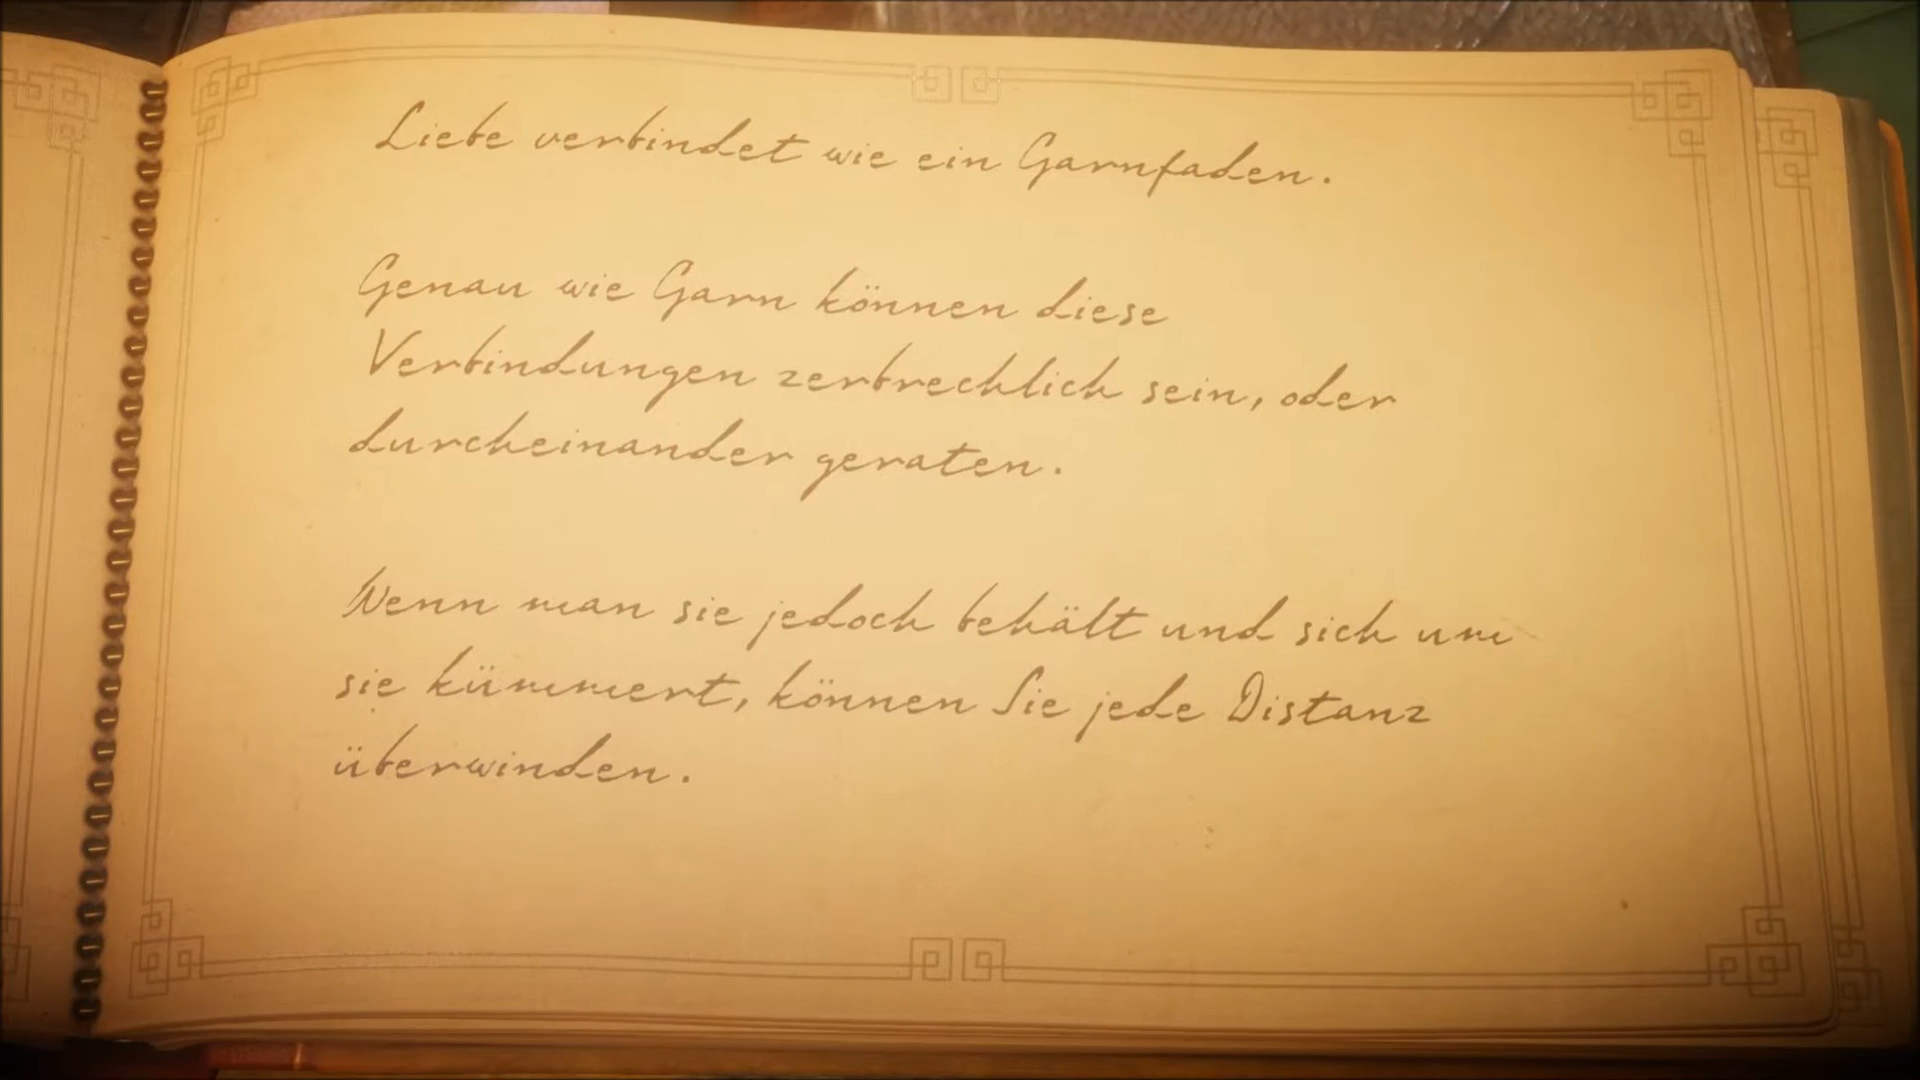 Liebe verbindet wie ein Garnfaden.
Genau wie Garn können diese
Verbindungen zerbrechlich sein, oder
durcheinander geraten.
Wenn man sie jedoch behält und sich um
sie kümmert, können Sie jede Distanz
überwinden.